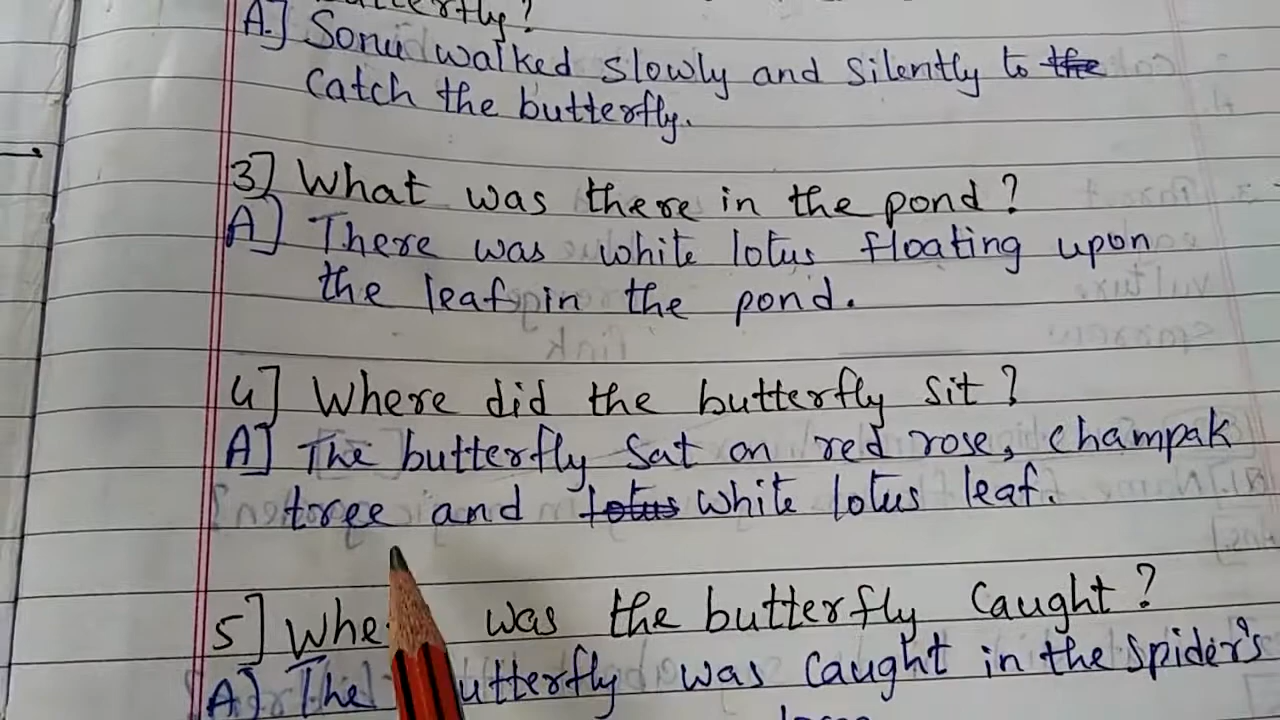 butterfly?
A.] Sonu walked slowly and silently to the
catch the butterfly.
3] What was there in the pond?
A] There was white lotus floating upon
the leaf in the pond.
4] Where did the butterfly sit?
A] The butterfly sat on red rose, champak
tree and lotus white lotus leaf.
5] Whe was the butterfly caught?
A] The utterfly was caught in the spider's